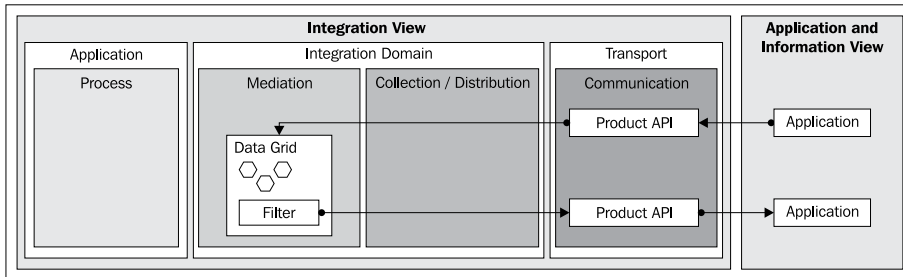 Integration View
Application and
Information View
Application
Integration Domain
Transport
Process
Mediation
Collection / Distribution
Communication
Product API
Application
Data Grid
Filter
Product API
Application